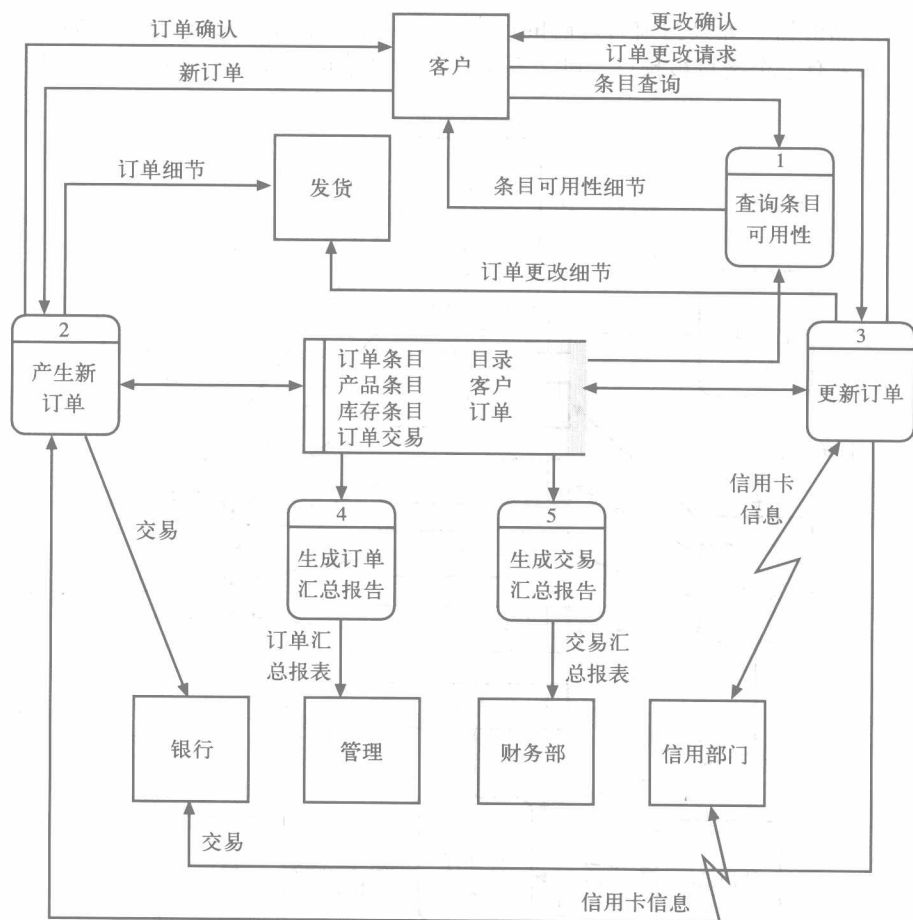 订单确认
更改确认
订单更改请求
新订单
客户
条目查询
1
订单细节
发货
条目可用性细节
查询条目
可用性
订单更改细节
2
3
产生新
订单
订单条目 目录
产品条目 客户
库存条目 订单
订单交易
更新订单
信用卡
信息
交易
4
5
生成订单
汇总报告
生成交易
汇总报告
订单汇
总报表
交易汇
总报表
银行
管理
财务部
信用部门
交易
信用卡信息